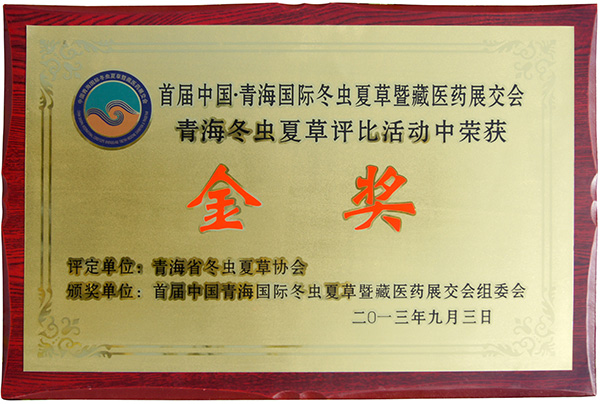 首届中国·青海国际冬虫夏草暨藏医药展交会
青海冬虫夏草评比活动中荣获
金 奖
评定单位：青海省冬虫夏草协会
颁奖单位：首届中国青海国际冬虫夏草暨藏医药展交会组委会
二〇一三年九月三日